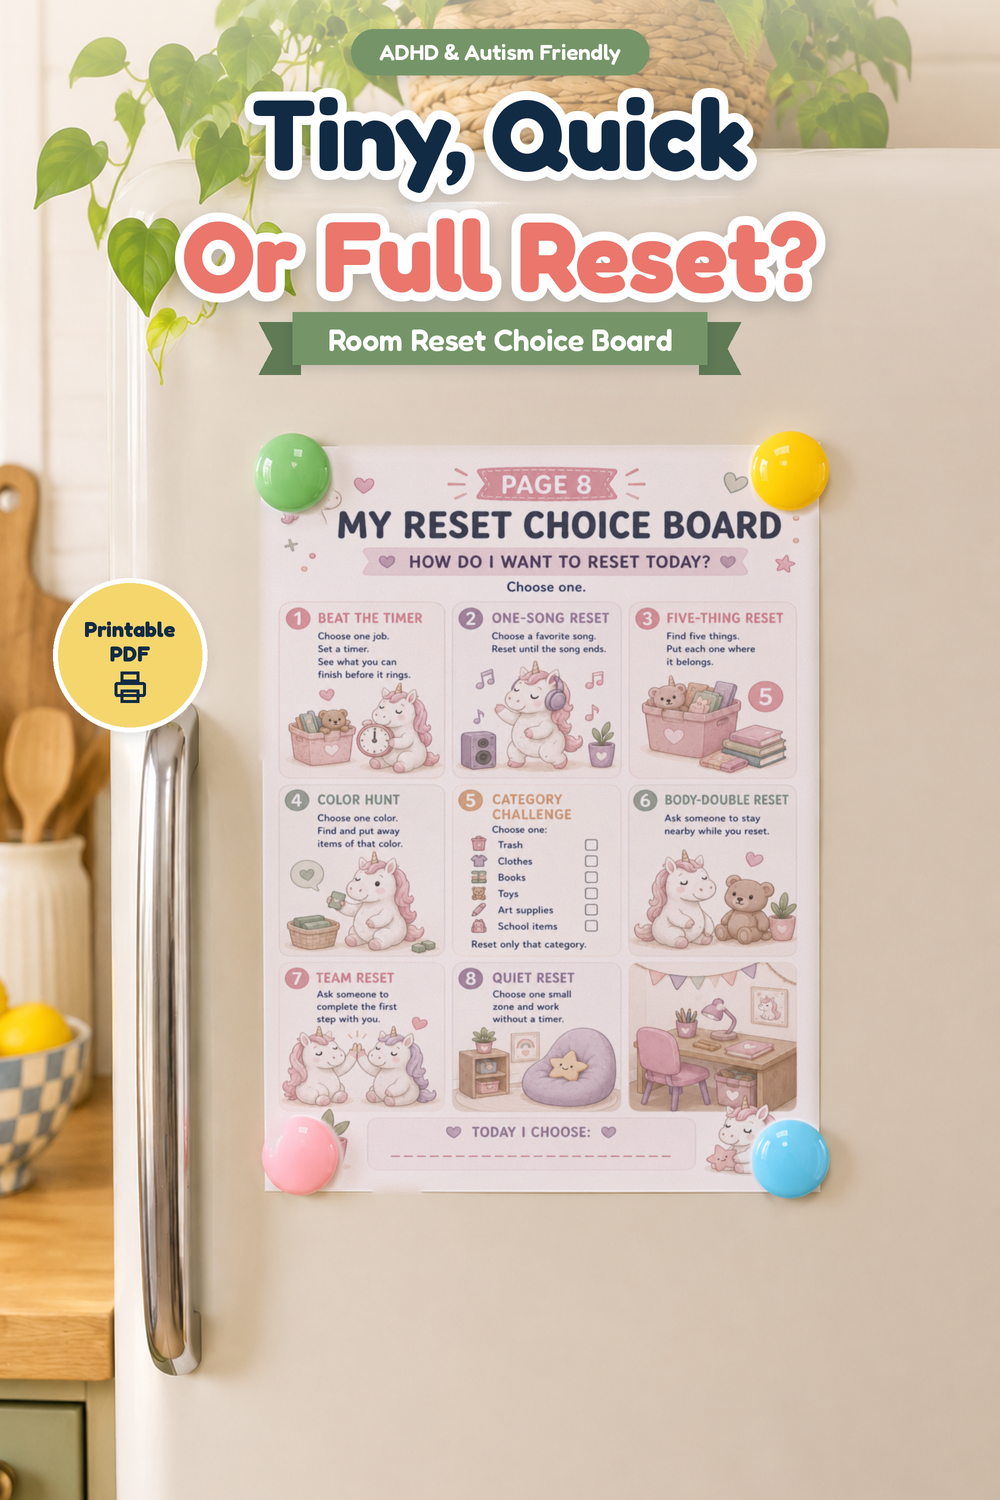 ADHD & Autism Friendly
Tiny, Quick
Or Full Reset?
Room Reset Choice Board
PAGE 8
MY RESET CHOICE BOARD
HOW DO I WANT TO RESET TODAY?
Choose one.
Printable
PDF
1 BEAT THE TIMER
Choose one job.
Set a timer.
See what you can
finish before it rings.
2 ONE-SONG RESET
Choose a favorite song.
Reset until the song ends.
3 FIVE-THING RESET
Find five things.
Put each one where
it belongs.
5
4 COLOR HUNT
Choose one color.
Find and put away
items of that color.
5 CATEGORY
CHALLENGE
Choose one:
Trash
Clothes
Books
Toys
Art supplies
School items
Reset only that category.
6 BODY-DOUBLE RESET
Ask someone to stay
nearby while you reset.
7 TEAM RESET
Ask someone to
complete the first
step with you.
8 QUIET RESET
Choose one small
zone and work
without a timer.
TODAY I CHOOSE: